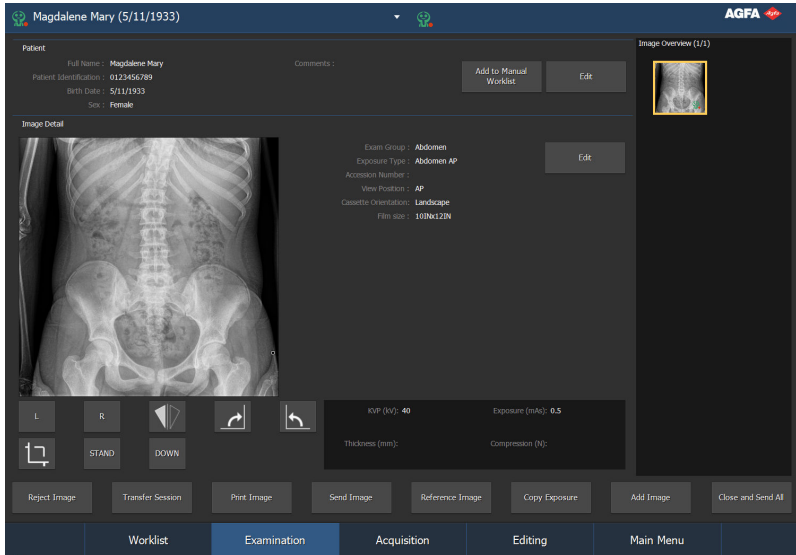 Magdalene Mary (5/11/1933)
AGFA
Patient
Full Name : Magdalene Mary
Comments :
Patient Identification : 0123456789
Birth Date : 5/11/1933
Sex : Female
Add to Manual
Worklist
Edit
Image Overview (1/1)
Image Detail
Exam Group : Abdomen
Exposure Type : Abdomen AP
Accession Number :
View Position : AP
Cassette Orientation: Landscape
Film size : 10INx12IN
Edit
L
R
STAND
DOWN
KVP (kV): 40
Exposure (mAs): 0.5
Thickness (mm):
Compression (N):
Reject Image
Transfer Session
Print Image
Send Image
Reference Image
Copy Exposure
Add Image
Close and Send All
Worklist
Examination
Acquisition
Editing
Main Menu